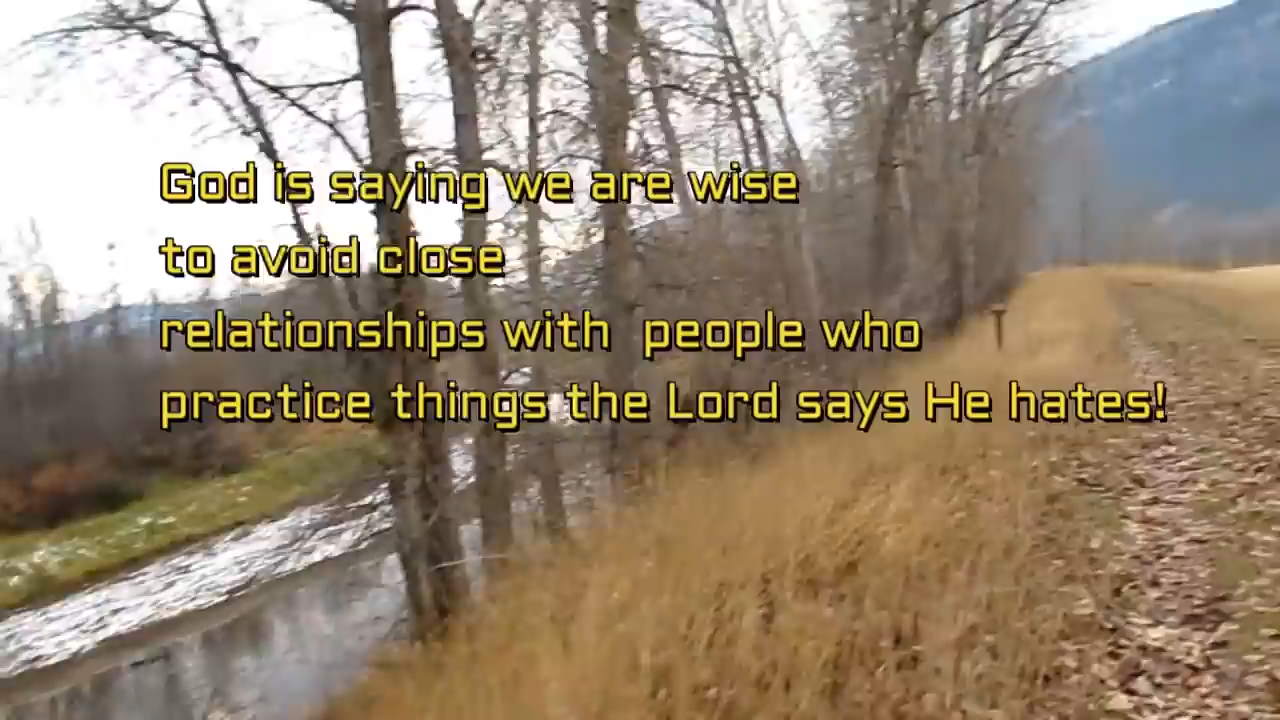 God is saying we are wise
to avoid close
relationships with  people who
practice things the Lord says He hates!